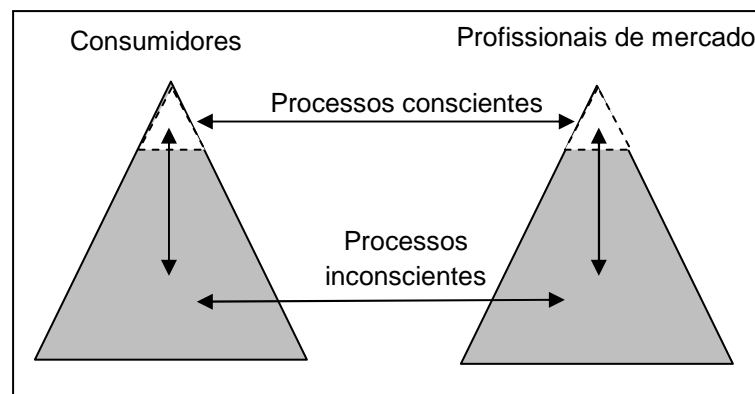 Consumidores
Profissionais de mercado
Processos conscientes
Processos
inconscientes